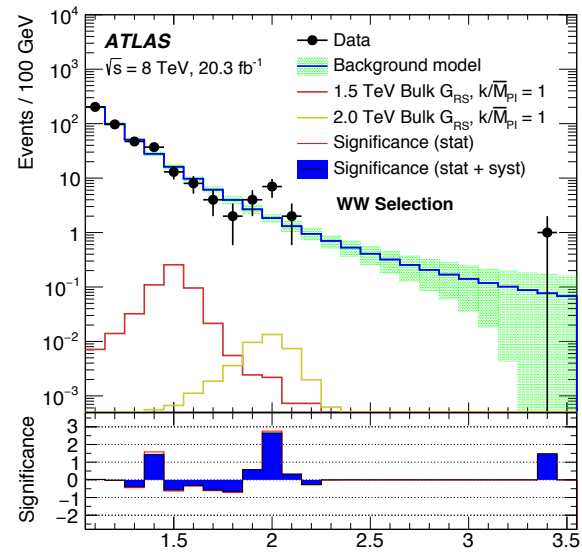 ATLAS
√s = 8 TeV, 20.3 fb⁻¹
Data
Background model
1.5 TeV Bulk G_RS, k/M̅_Pl = 1
2.0 TeV Bulk G_RS, k/M̅_Pl = 1
Significance (stat)
Significance (stat + syst)
WW Selection
Events / 100 GeV
10⁴
10³
10²
10
1
10⁻¹
10⁻²
10⁻³
Significance
3
2
1
0
−1
−2
1.5 2 2.5 3 3.5